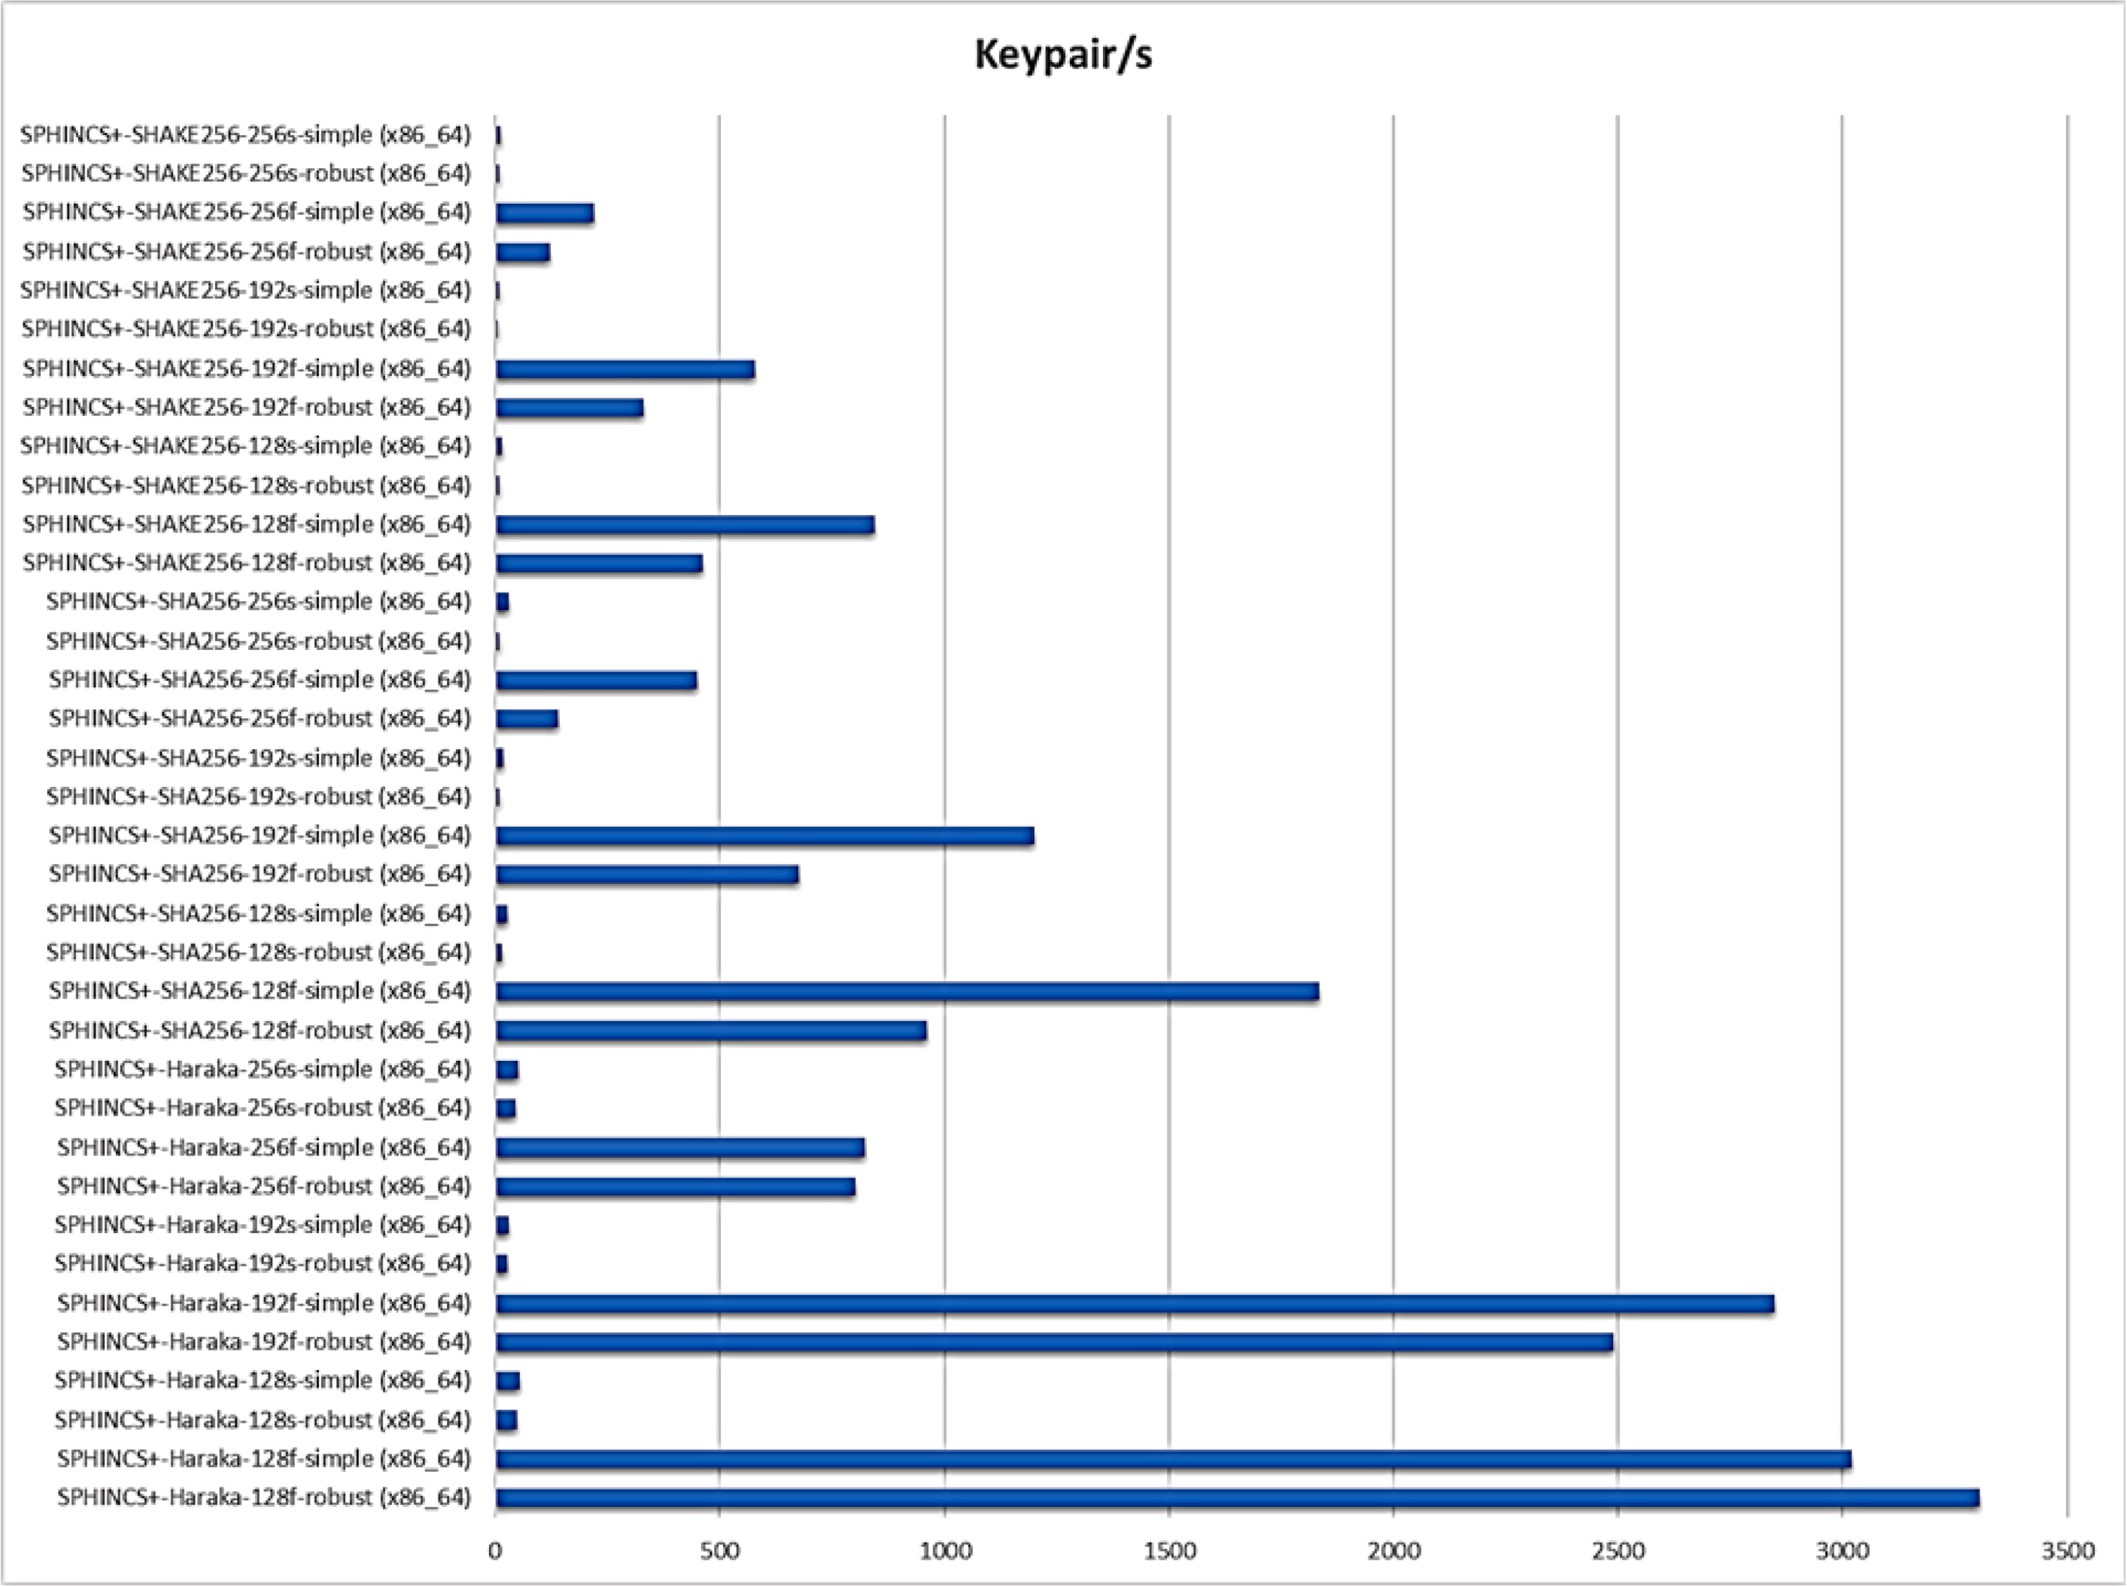 Keypair/s
SPHINCS+-SHAKE256-256s-simple (x86_64)
SPHINCS+-SHAKE256-256s-robust (x86_64)
SPHINCS+-SHAKE256-256f-simple (x86_64)
SPHINCS+-SHAKE256-256f-robust (x86_64)
SPHINCS+-SHAKE256-192s-simple (x86_64)
SPHINCS+-SHAKE256-192s-robust (x86_64)
SPHINCS+-SHAKE256-192f-simple (x86_64)
SPHINCS+-SHAKE256-192f-robust (x86_64)
SPHINCS+-SHAKE256-128s-simple (x86_64)
SPHINCS+-SHAKE256-128s-robust (x86_64)
SPHINCS+-SHAKE256-128f-simple (x86_64)
SPHINCS+-SHAKE256-128f-robust (x86_64)
SPHINCS+-SHA256-256s-simple (x86_64)
SPHINCS+-SHA256-256s-robust (x86_64)
SPHINCS+-SHA256-256f-simple (x86_64)
SPHINCS+-SHA256-256f-robust (x86_64)
SPHINCS+-SHA256-192s-simple (x86_64)
SPHINCS+-SHA256-192s-robust (x86_64)
SPHINCS+-SHA256-192f-simple (x86_64)
SPHINCS+-SHA256-192f-robust (x86_64)
SPHINCS+-SHA256-128s-simple (x86_64)
SPHINCS+-SHA256-128s-robust (x86_64)
SPHINCS+-SHA256-128f-simple (x86_64)
SPHINCS+-SHA256-128f-robust (x86_64)
SPHINCS+-Haraka-256s-simple (x86_64)
SPHINCS+-Haraka-256s-robust (x86_64)
SPHINCS+-Haraka-256f-simple (x86_64)
SPHINCS+-Haraka-256f-robust (x86_64)
SPHINCS+-Haraka-192s-simple (x86_64)
SPHINCS+-Haraka-192s-robust (x86_64)
SPHINCS+-Haraka-192f-simple (x86_64)
SPHINCS+-Haraka-192f-robust (x86_64)
SPHINCS+-Haraka-128s-simple (x86_64)
SPHINCS+-Haraka-128s-robust (x86_64)
SPHINCS+-Haraka-128f-simple (x86_64)
SPHINCS+-Haraka-128f-robust (x86_64)
0 500 1000 1500 2000 2500 3000 3500